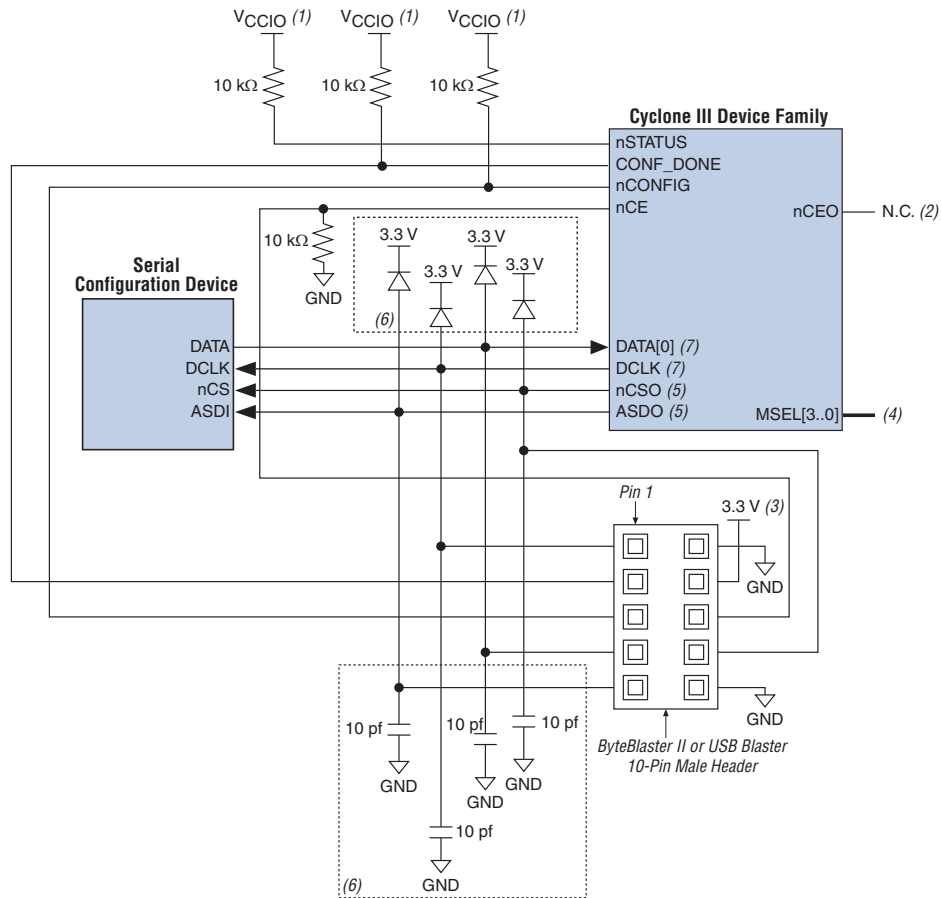 VCCIO (1) VCCIO (1) VCCIO (1)
10 kΩ 10 kΩ 10 kΩ
Cyclone III Device Family
nSTATUS
CONF_DONE
nCONFIG
nCE
nCEO
N.C. (2)
10 kΩ
GND
3.3 V 3.3 V
3.3 V 3.3 V
(6)
Serial
Configuration Device
DATA
DCLK
nCS
ASDI
DATA[0] (7)
DCLK (7)
nCSO (5)
ASDO (5)
MSEL[3..0]
(4)
Pin 1
3.3 V (3)
GND
GND
10 pf 10 pf 10 pf
GND GND GND
10 pf
GND
(6)
ByteBlaster II or USB Blaster
10-Pin Male Header